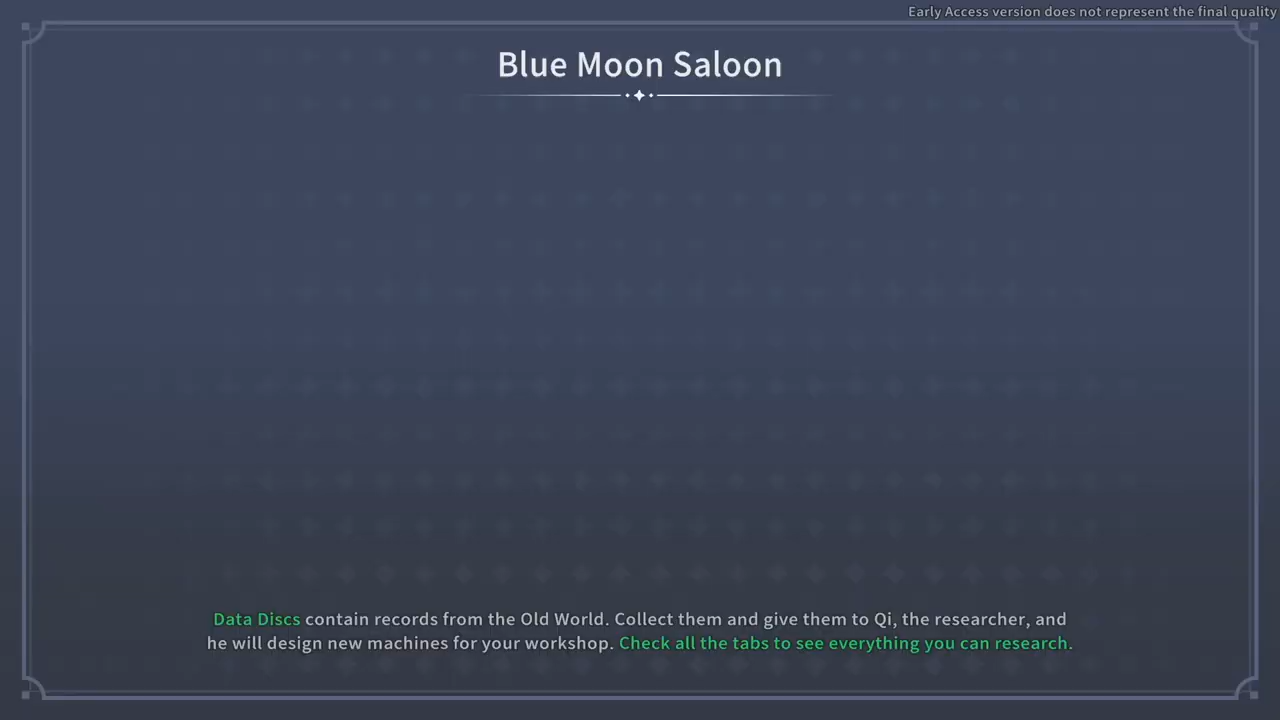 Early Access version does not represent the final quality
Blue Moon Saloon
Data Discs contain records from the Old World. Collect them and give them to Qi, the researcher, and
he will design new machines for your workshop. Check all the tabs to see everything you can research.